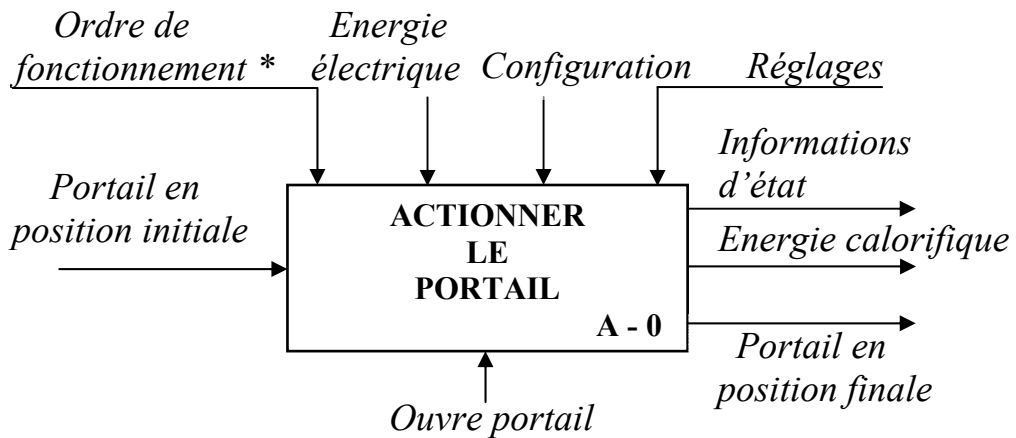 Ordre de
fonctionnement *
Energie
électrique
Configuration
Réglages
Informations
d’état
Portail en
position initiale
ACTIONNER
LE
PORTAIL
A - 0
Energie calorifique
Portail en
position finale
Ouvre portail